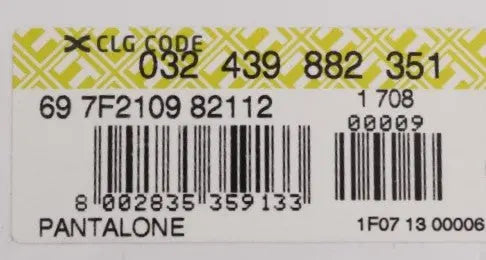 CLG CODE
032 439 882 351
69 7F2109 82112
1 708
00009
8 002835 359133
PANTALONE
1F07 13 00006